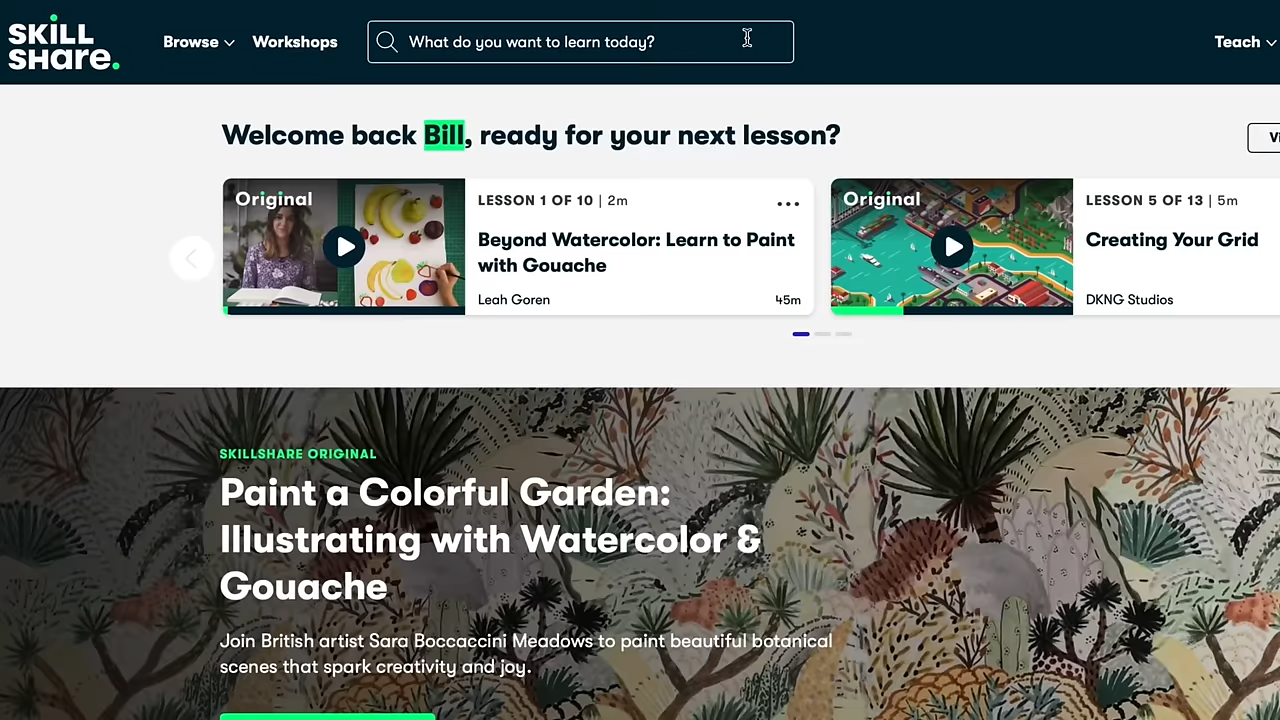 SKILL
SHare.
Browse
Workshops
What do you want to learn today?
Teach
Welcome back Bill, ready for your next lesson?
Original
LESSON 1 OF 10 | 2m
Beyond Watercolor: Learn to Paint
with Gouache
Leah Goren
45m
Original
LESSON 5 OF 13 | 5m
Creating Your Grid
DKNG Studios
SKILLSHARE ORIGINAL
Paint a Colorful Garden:
Illustrating with Watercolor &
Gouache
Join British artist Sara Boccaccini Meadows to paint beautiful botanical
scenes that spark creativity and joy.